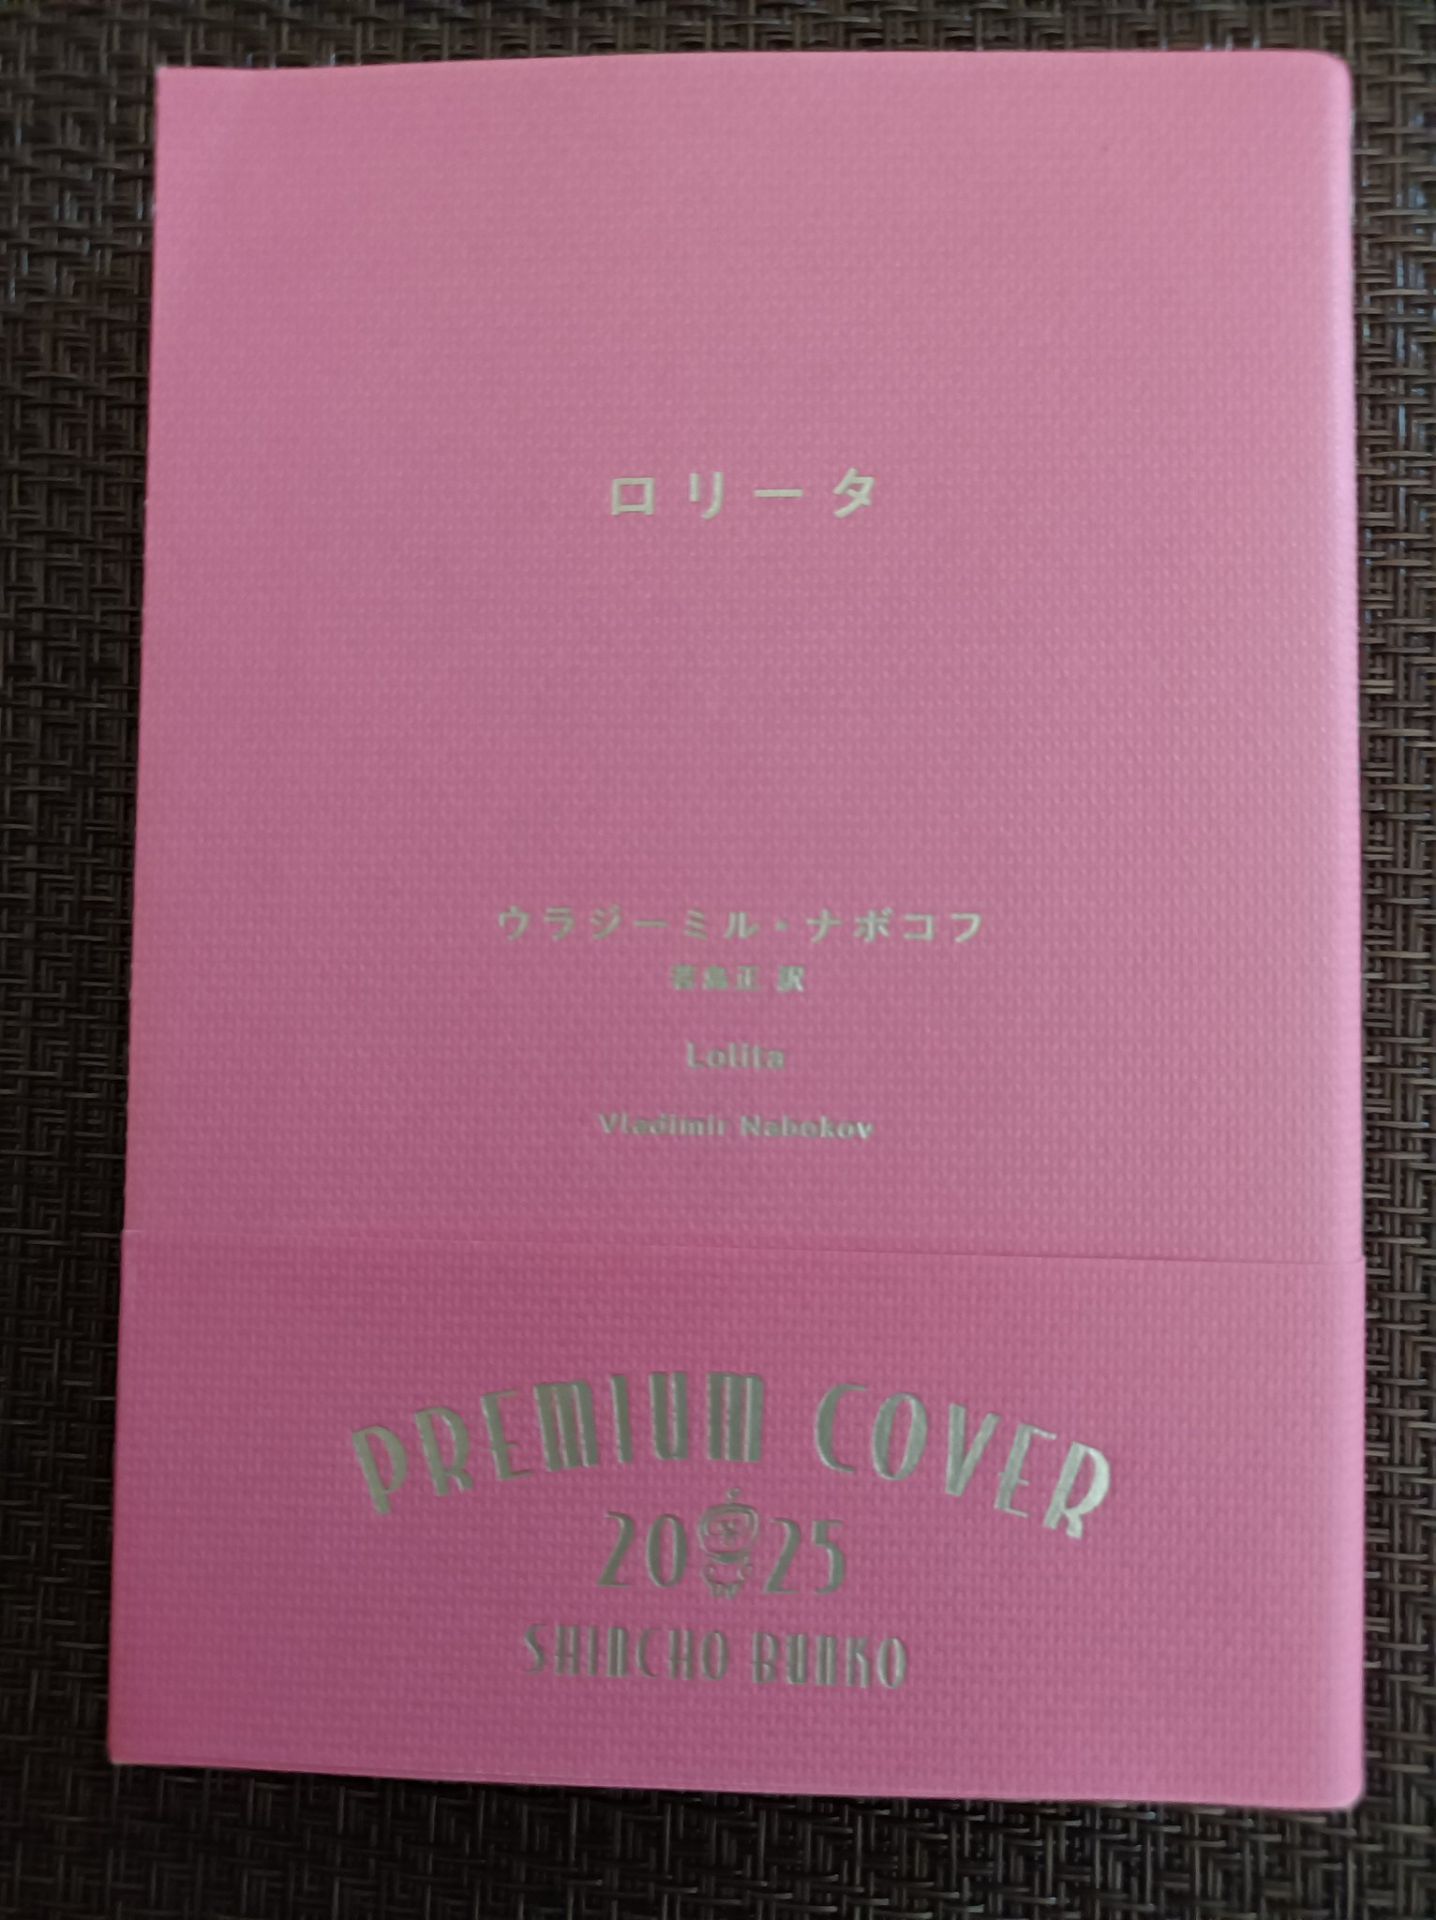 ロリータ
ウラジーミル・ナボコフ
若島正 訳
Lolita
Vladimir Nabokov
PREMIUM COVER
2025
SHINCHO BUNKO